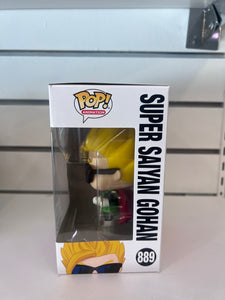 POP!
ANIMATION
SUPER SAIYAN GOHAN
889